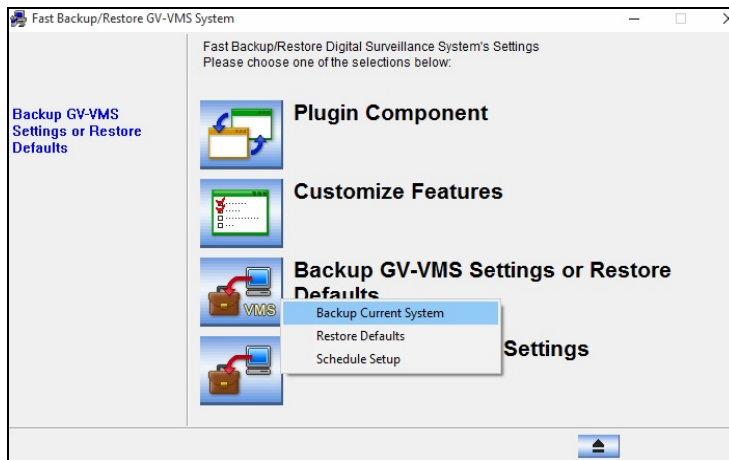 Fast Backup/Restore GV-VMS System
Fast Backup/Restore Digital Surveillance System's Settings
Please choose one of the selections below:
Backup GV-VMS
Settings or Restore
Defaults
Plugin Component
Customize Features
Backup GV-VMS Settings or Restore
Defaults
VMS
Backup Current System
Restore Defaults
Schedule Setup
Settings